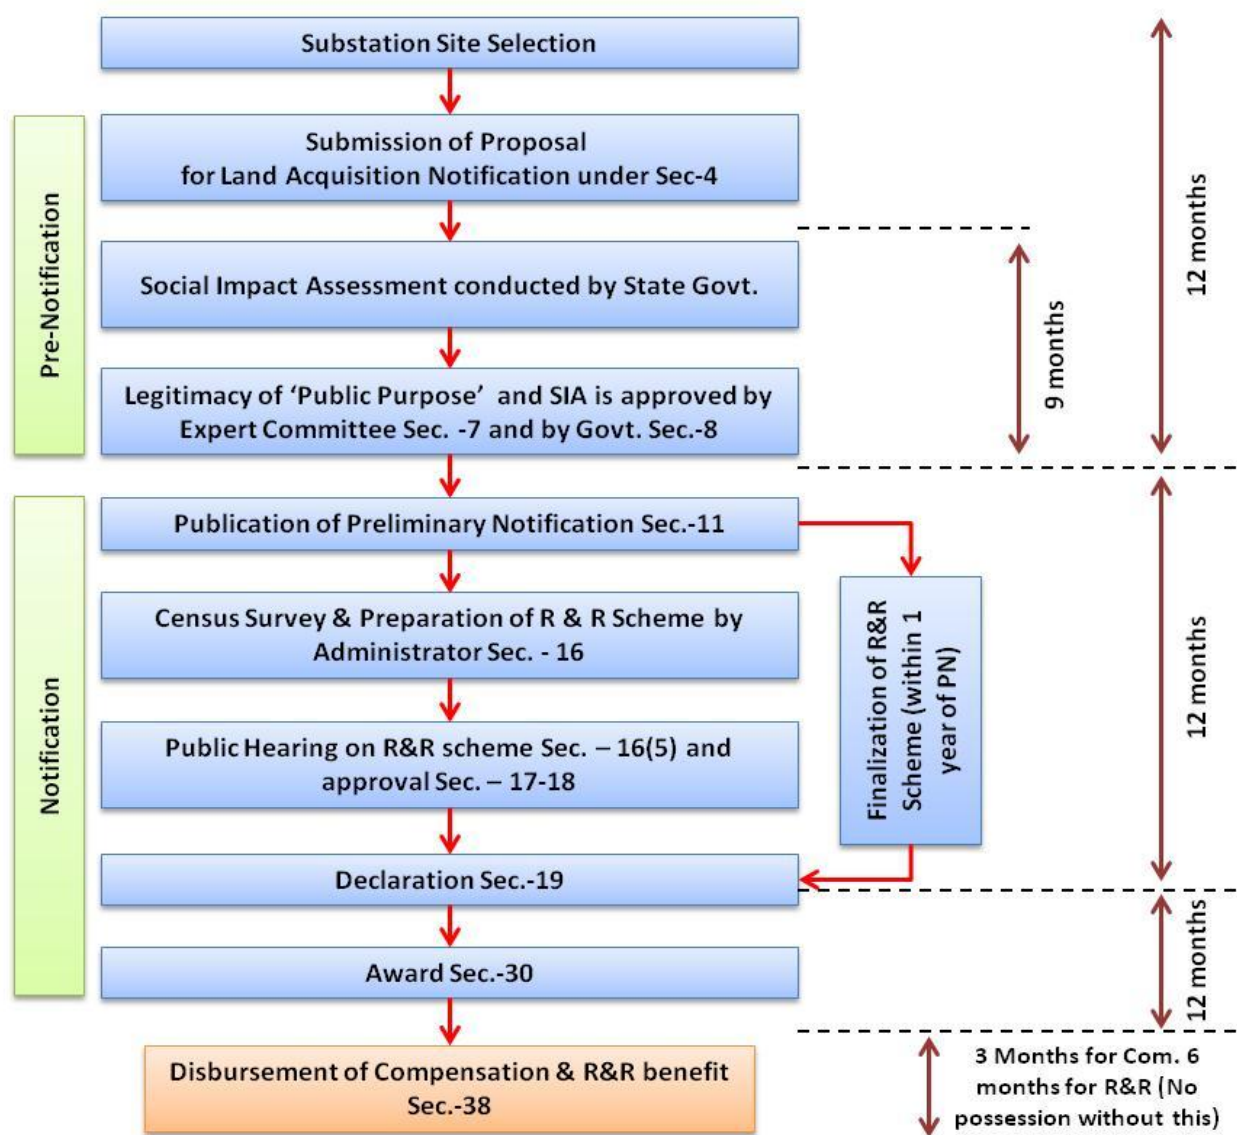 Substation Site Selection
Pre-Notification
Submission of Proposal
for Land Acquisition Notification under Sec-4
Social Impact Assessment conducted by State Govt.
Legitimacy of ‘Public Purpose’ and SIA is approved by
Expert Committee Sec. -7 and by Govt. Sec.-8
9 months
12 months
Notification
Publication of Preliminary Notification Sec.-11
Census Survey & Preparation of R & R Scheme by
Administrator Sec. - 16
Public Hearing on R&R scheme Sec. – 16(5) and
approval Sec. – 17-18
Finalization of R&R
Scheme (within 1
year of PN)
12 months
Declaration Sec.-19
Award Sec.-30
12 months
Disbursement of Compensation & R&R benefit
Sec.-38
3 Months for Com. 6
months for R&R (No
possession without this)